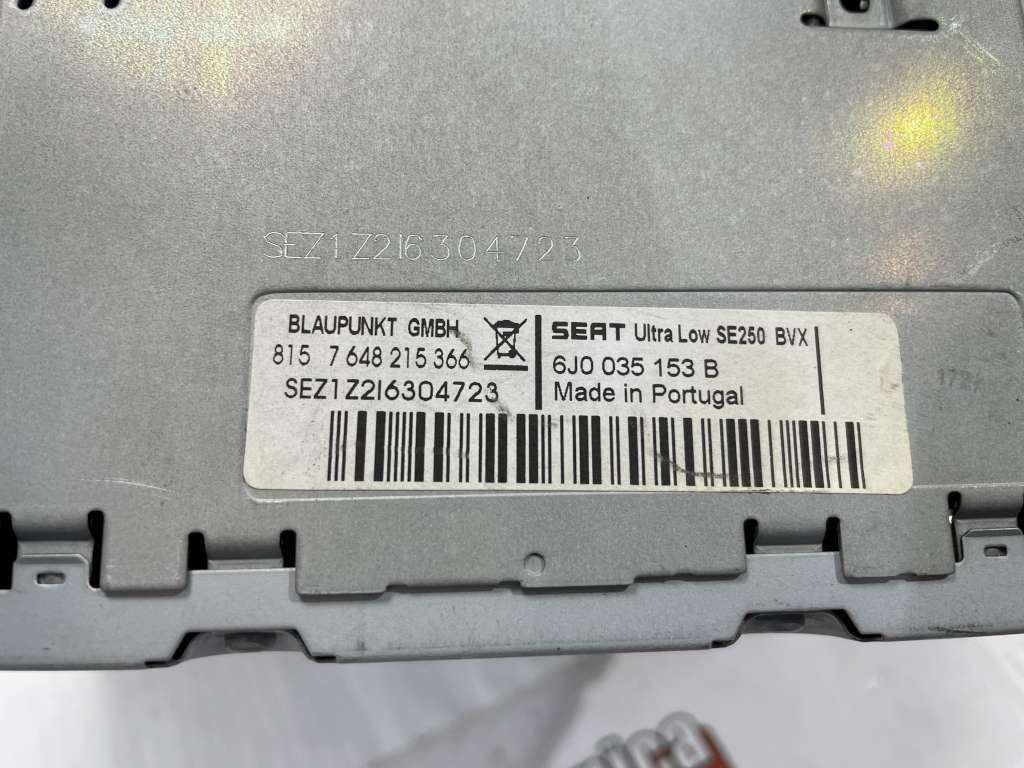 SEZ1Z2I6304723
BLAUPUNKT GMBH
815 7 648 215 366
SEZ1Z2I6304723
SEAT Ultra Low SE250 BVX
6J0 035 153 B
Made in Portugal